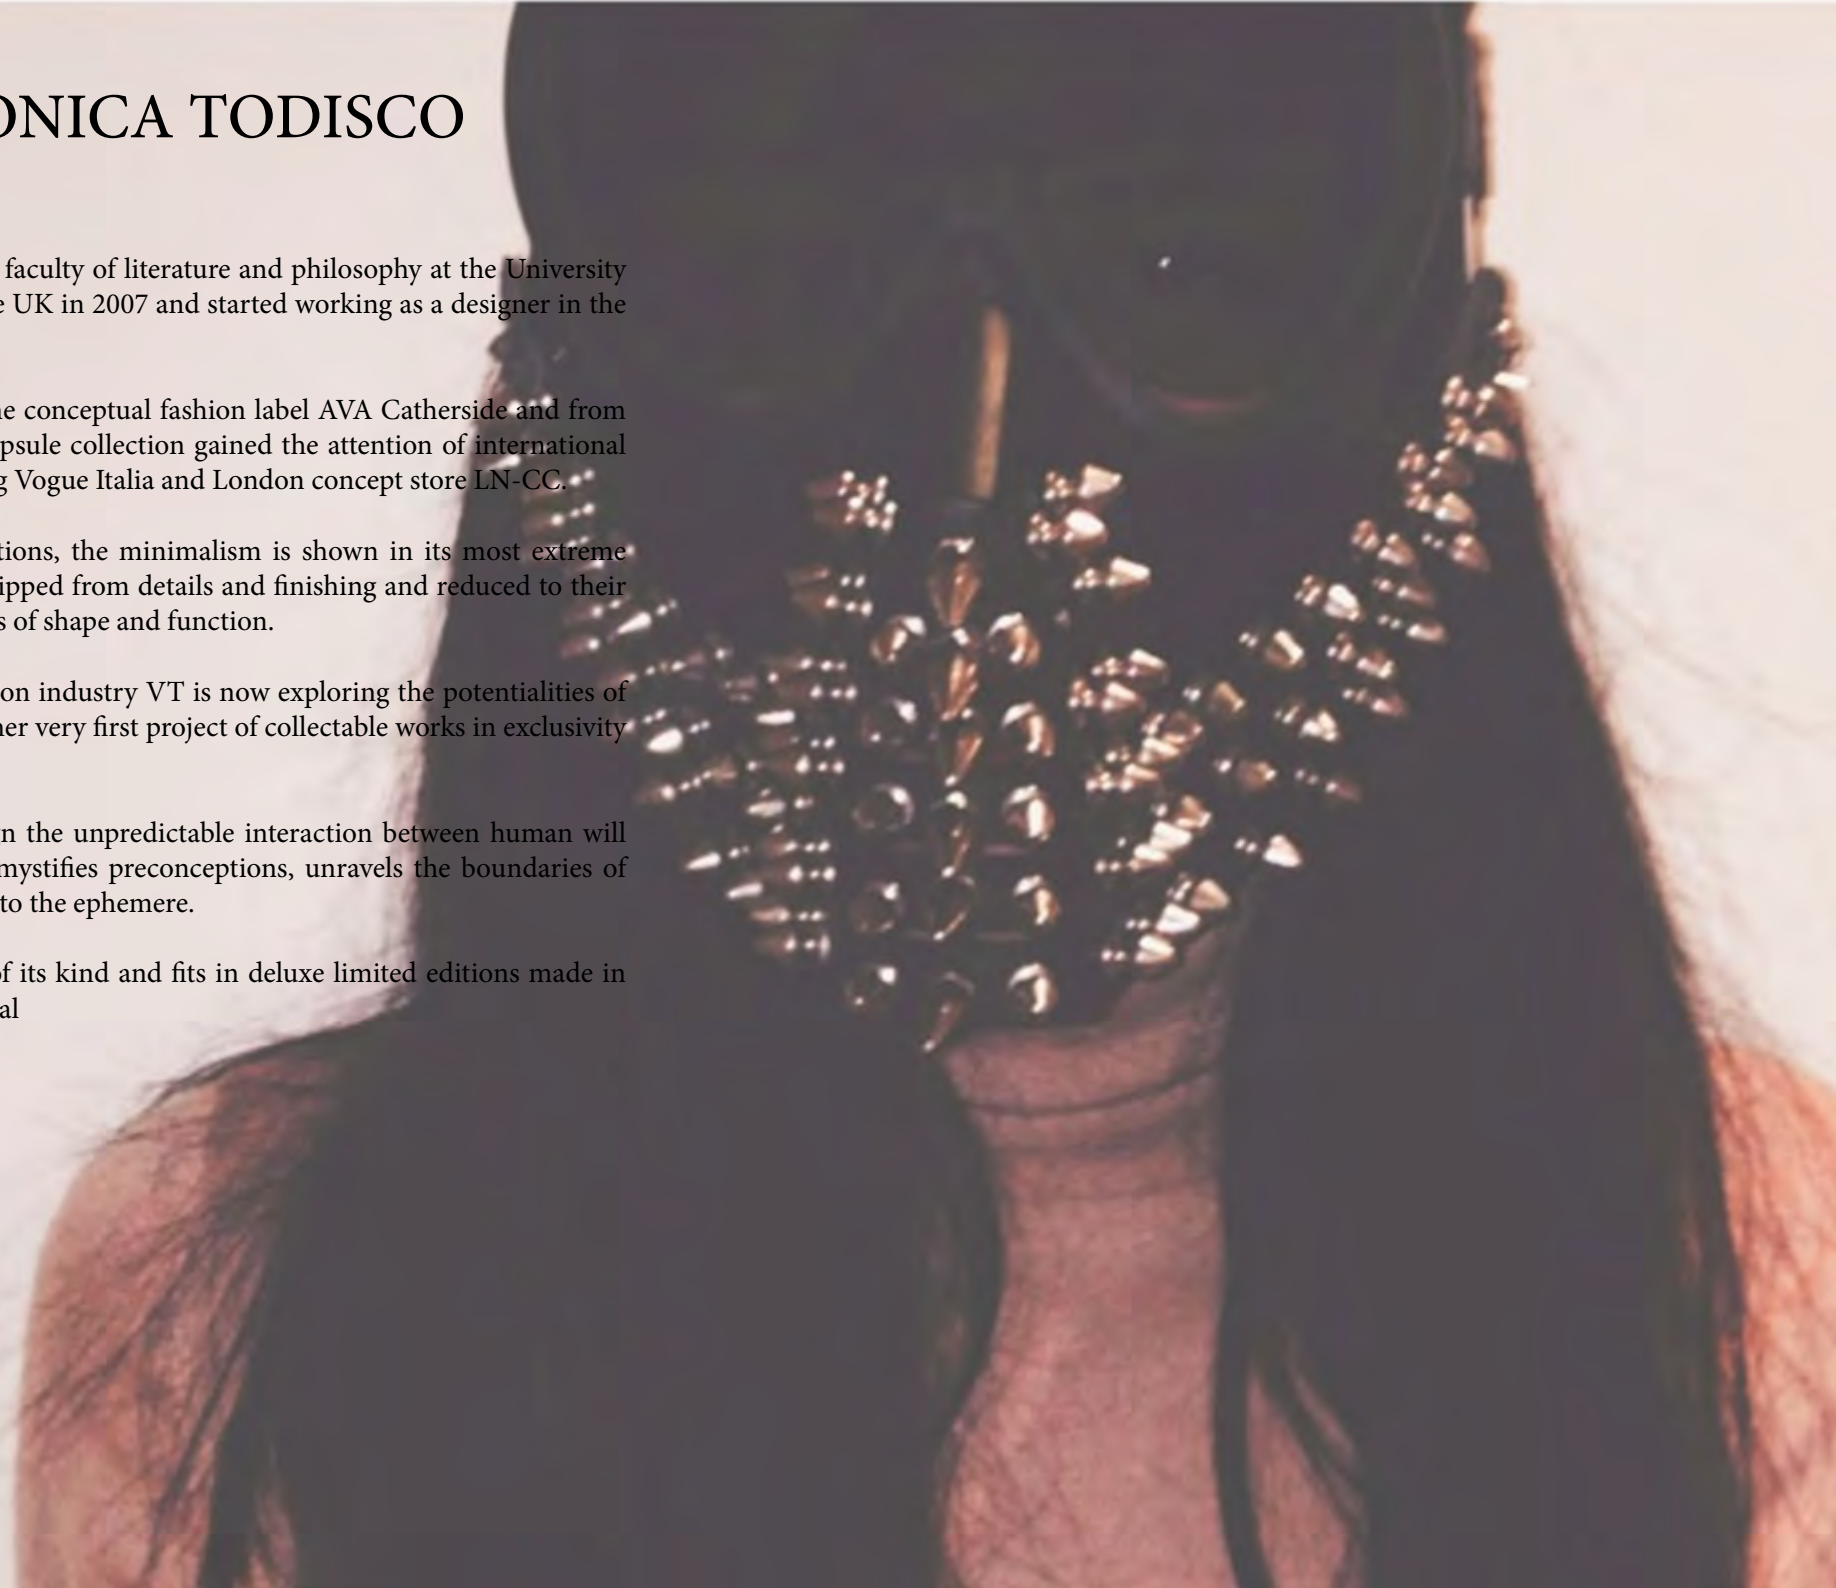 ONICA TODISCO
faculty of literature and philosophy at the University
e UK in 2007 and started working as a designer in the
ne conceptual fashion label AVA Catherside and from
psule collection gained the attention of international
g Vogue Italia and London concept store LN-CC.
tions, the minimalism is shown in its most extreme
ipped from details and finishing and reduced to their
s of shape and function.
on industry VT is now exploring the potentialities of
her very first project of collectable works in exclusivity
n the unpredictable interaction between human will
mystifies preconceptions, unravels the boundaries of
to the ephemere.
of its kind and fits in deluxe limited editions made in
al